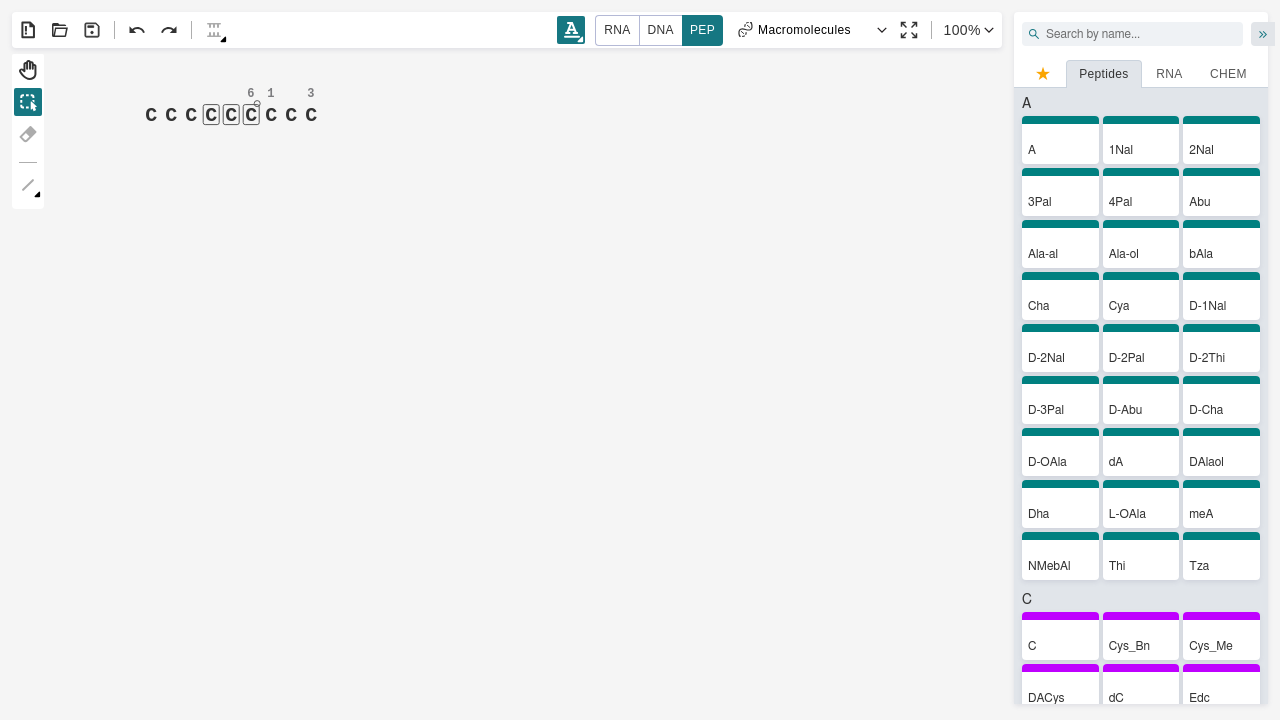 A RNA DNA PEP Macromolecules 100%
Search by name...
Peptides RNA CHEM
6 1 3
C C C C C C C C C
A
A 1Nal 2Nal
3Pal 4Pal Abu
Ala-al Ala-ol bAla
Cha Cya D-1Nal
D-2Nal D-2Pal D-2Thi
D-3Pal D-Abu D-Cha
D-OAla dA DAlaol
Dha L-OAla meA
NMebAl Thi Tza
C
C Cys_Bn Cys_Me
DACys dC Edc